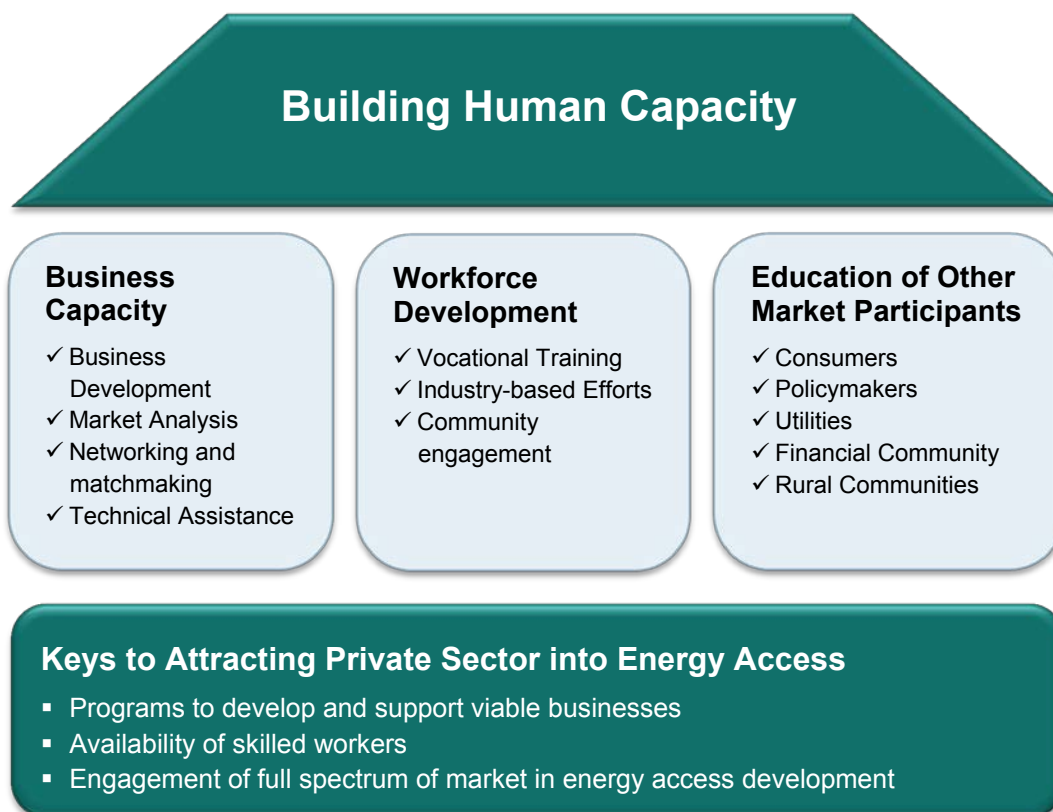 Building Human Capacity
Business
Capacity
✓ Business
Development
✓ Market Analysis
✓ Networking and
matchmaking
✓ Technical Assistance
Workforce
Development
✓ Vocational Training
✓ Industry-based Efforts
✓ Community
engagement
Education of Other
Market Participants
✓ Consumers
✓ Policymakers
✓ Utilities
✓ Financial Community
✓ Rural Communities
Keys to Attracting Private Sector into Energy Access
▪ Programs to develop and support viable businesses
▪ Availability of skilled workers
▪ Engagement of full spectrum of market in energy access development